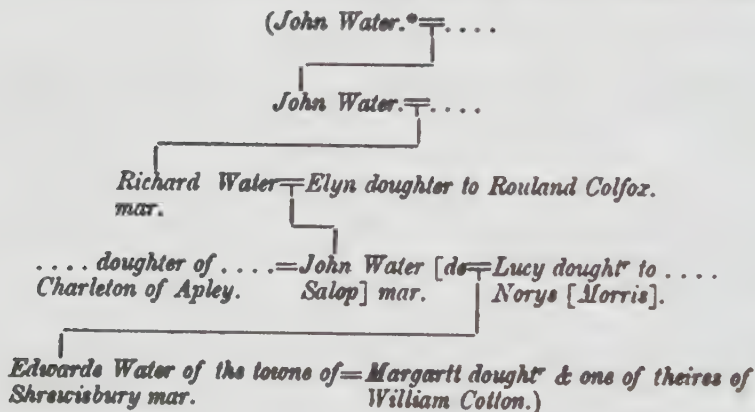 (John Water.*=....
John Water.=....
Richard Water=Elyn doughter to Rouland Colfox.
mar.
.... doughter of ....=John Water [de=Lucy dought^r to ....
Charleton of Apley. Salop] mar. Norys [Morris].
Edwarde Water of the towne of=Margartt dought^r & one of theires of
Shrewisbury mar. William Cotton.)